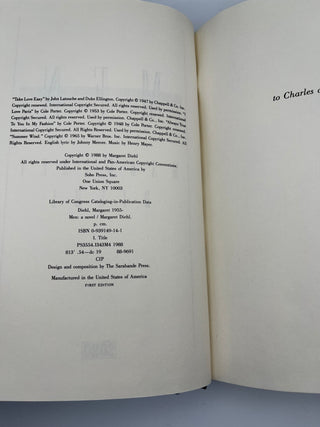 "Take Love Easy" by John Latouche and Duke Ellington. Copyright © 1947 by Chappell & Co., Inc.
Copyright renewed. International Copyright Secured. All rights reserved. Used by permission. "I
Love Paris" by Cole Porter. Copyright © 1953 by Cole Porter. Copyright renewed.
Chappell & Co., Inc. International Copyright Secured. All rights reserved. Used by permission. "Always True
To You In My Fashion" by Cole Porter. Copyright © 1948 by Cole Porter. Copyright renewed.
Chappell & Co., Inc. International Copyright Secured. All rights reserved. Used by permission.
"Summer Wind." Copyright © 1965 by Warner Bros. Inc. International Copyright Secured. All
Rights Reserved. English lyric by Johnny Mercer. Music by Henry Mayer.
Copyright © 1988 by Margaret Diehl
All rights reserved under International and Pan-American Copyright Conventions.
Published in the United States of America by
Soho Press, Inc.
One Union Square
New York, NY 10003
Library of Congress Cataloging-in-Publication Data
Diehl, Margaret 1955-
Men: a novel / Margaret Diehl.
p. cm.
ISBN 0-939149-14-1
I. Title
PS3554.I345M4 1988
813'.54—dc 19 88-9691
CIP
Design and composition by The Sarabande Press.
Manufactured in the United States of America
FIRST EDITION
to Charles